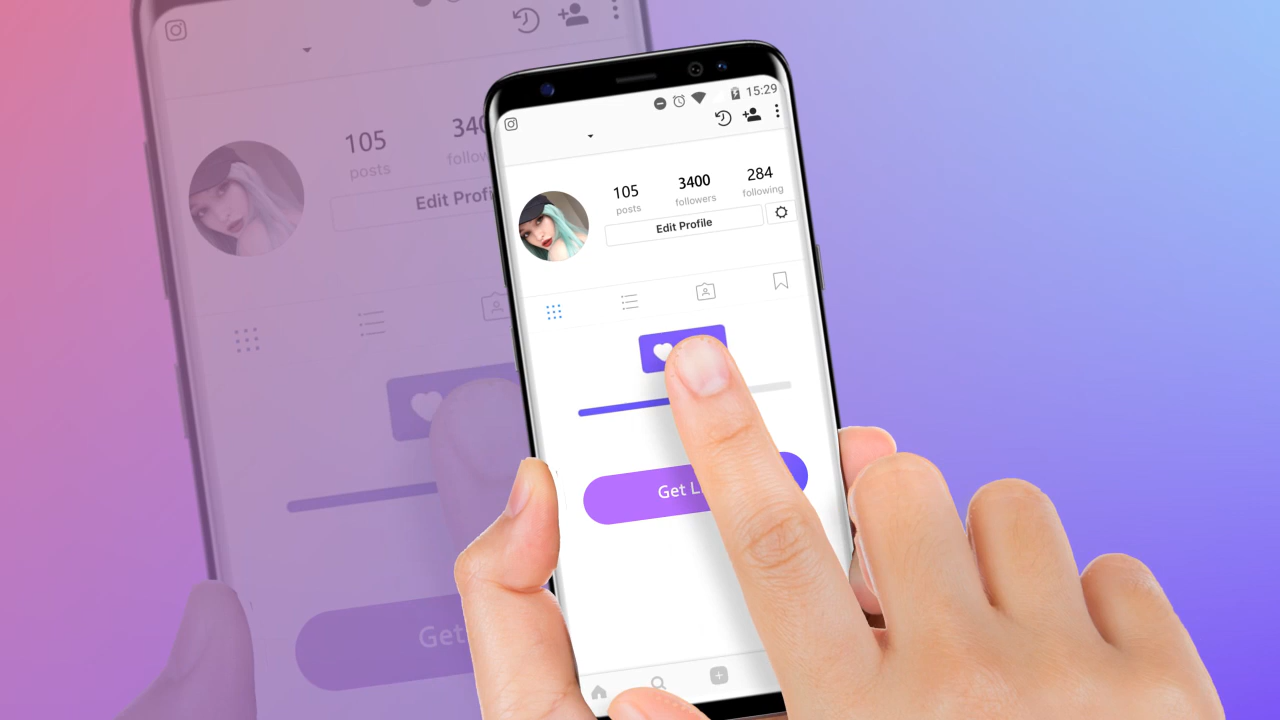 15:29
105 3400 284
posts followers following
Edit Profile
Get L
105 340
posts follow
Edit Profi
Get